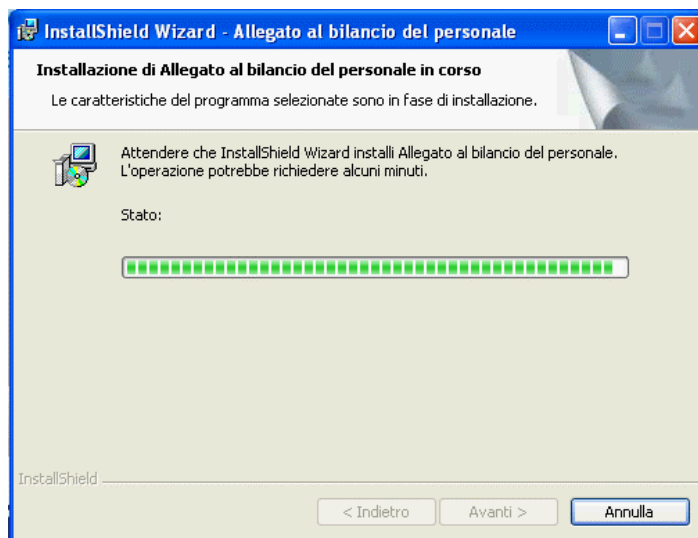 InstallShield Wizard - Allegato al bilancio del personale
Installazione di Allegato al bilancio del personale in corso
Le caratteristiche del programma selezionate sono in fase di installazione.
Attendere che InstallShield Wizard installi Allegato al bilancio del personale.
L'operazione potrebbe richiedere alcuni minuti.
Stato:
InstallShield
< Indietro
Avanti >
Annulla